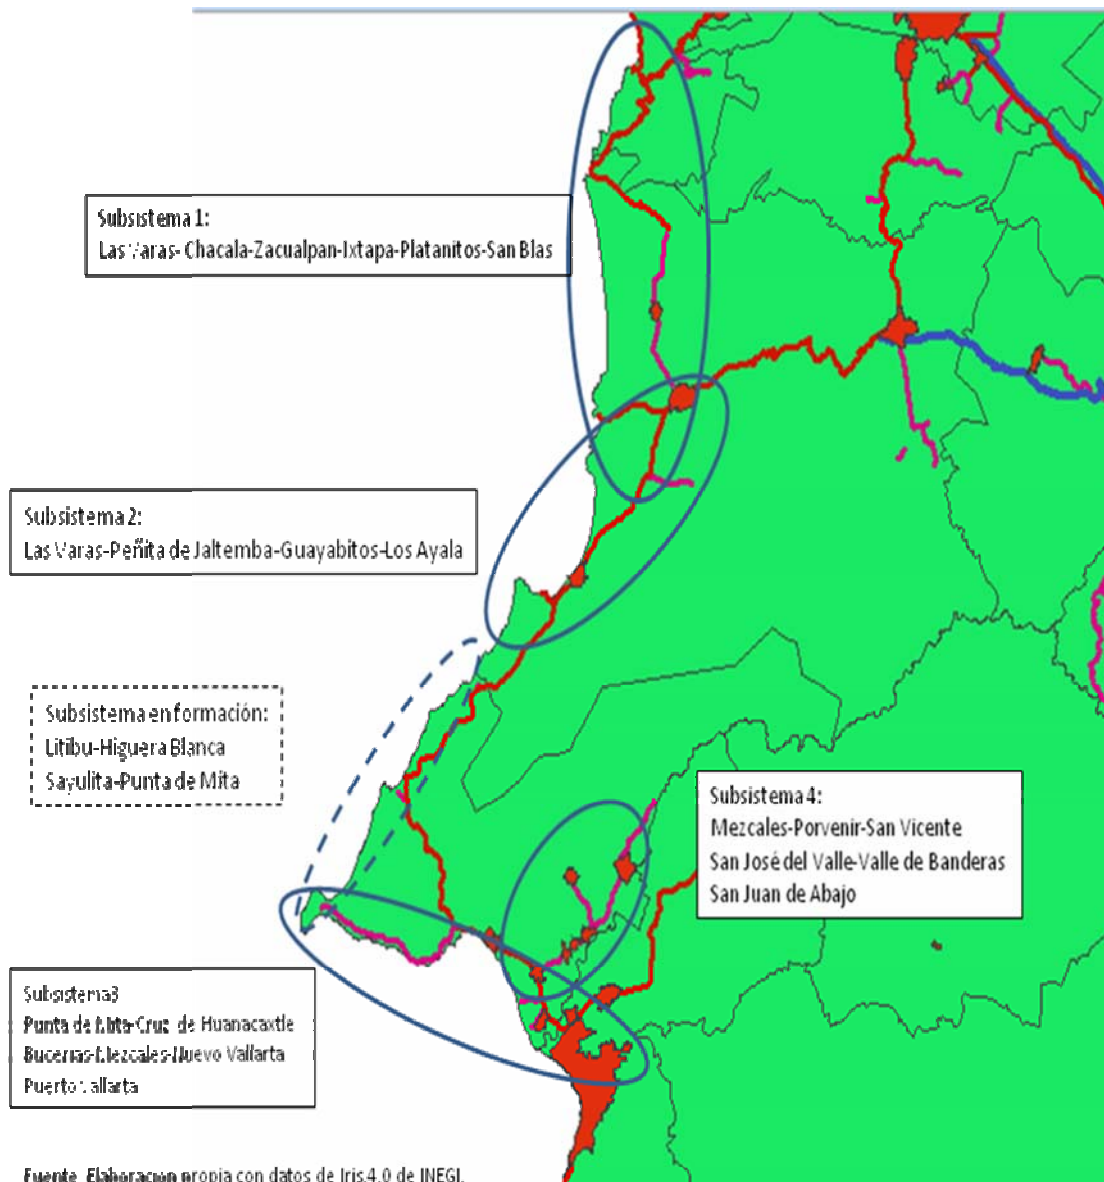 Subsistema 1:
Las Varas- Chacala-Zacualpan-Ixtapa-Platanitos-San Blas
Subsistema 2:
Las Varas-Peñita de Jaltemba-Guayabitos-Los Ayala
Subsistema en formación:
Litibu-Higuera Blanca
Sayulita-Punta de Mita
Subsistema 4:
Mezcales-Porvenir-San Vicente
San José del Valle-Valle de Banderas
San Juan de Abajo
Subsistema3
Punta de Mita-Cruz de Huanacaxtle
Bucerias-Mezcales-Nuevo Vallarta
Puerto Vallarta
Fuente. Elaboracion propia con datos de Iris.4.0 de INEGI.